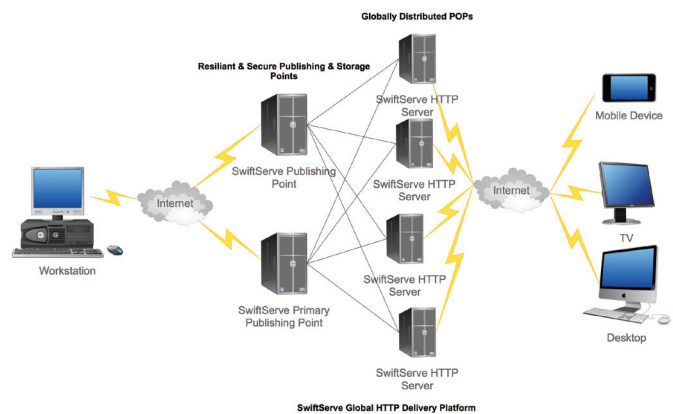 Globally Distributed POPs
Resiliant & Secure Publishing & Storage
Points
SwiftServe HTTP
Server
Mobile Device
SwiftServe Publishing
Point
SwiftServe HTTP
Server
Internet
Internet
TV
Workstation
SwiftServe HTTP
Server
SwiftServe Primary
Publishing Point
Desktop
SwiftServe HTTP
Server
SwiftServe Global HTTP Delivery Platform